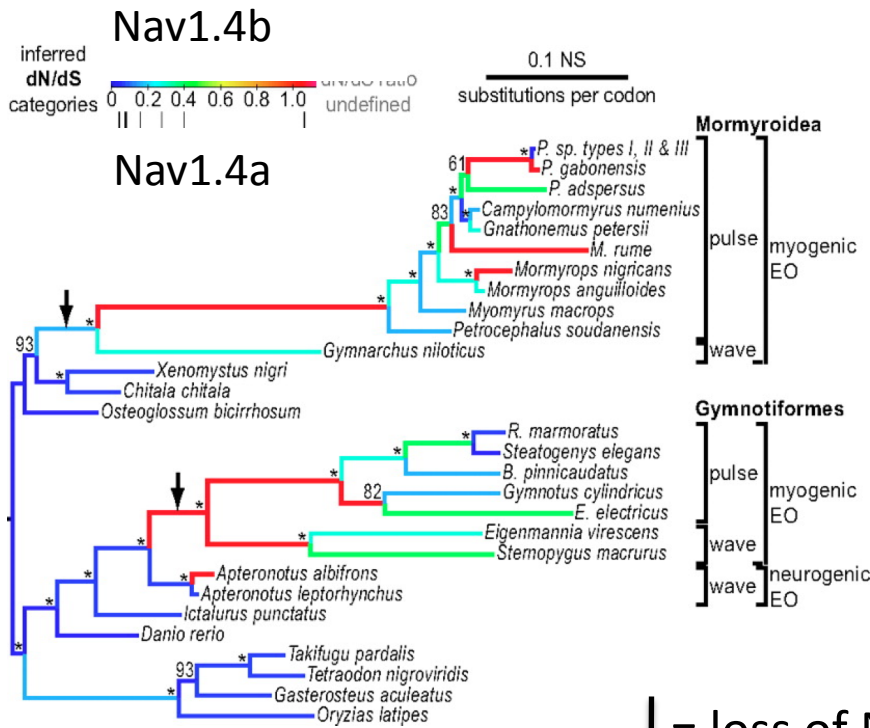 Nav1.4b
inferred
dN/dS
categories
0 0.2 0.4 0.6 0.8 1.0
undefined
0.1 NS
substitutions per codon
Nav1.4a
Mormyroidea
P. sp. types I, II & III
*
P. gabonensis
61
P. adspersus
*
Campylomormyrus numenius
*
83
Gnathonemus petersii
pulse
myogenic
EO
M. rume
*
Mormyrops nigricans
*
*
Mormyrops anguilloides
Myomyrus macrops
*
*
Petrocephalus soudanensis
Gymnarchus niloticus
wave
93
Xenomystus nigri
*
Chitala chitala
Osteoglossum bicirrhosum
Gymnotiformes
R. marmoratus
*
*
Steatogenys elegans
pulse
*
B. pinnicaudatus
82
Gymnotus cylindricus
myogenic
EO
*
E. electricus
Eigenmannia virescens
*
wave
Sternopygus macrurus
*
Apteronotus albifrons
*
wave
neurogenic
EO
*
Apteronotus leptorhynchus
*
Ictalurus punctatus
Danio rerio
*
Takifugu pardalis
*
93
Tetraodon nigroviridis
*
Gasterosteus aculeatus
Oryzias latipes
= loss of